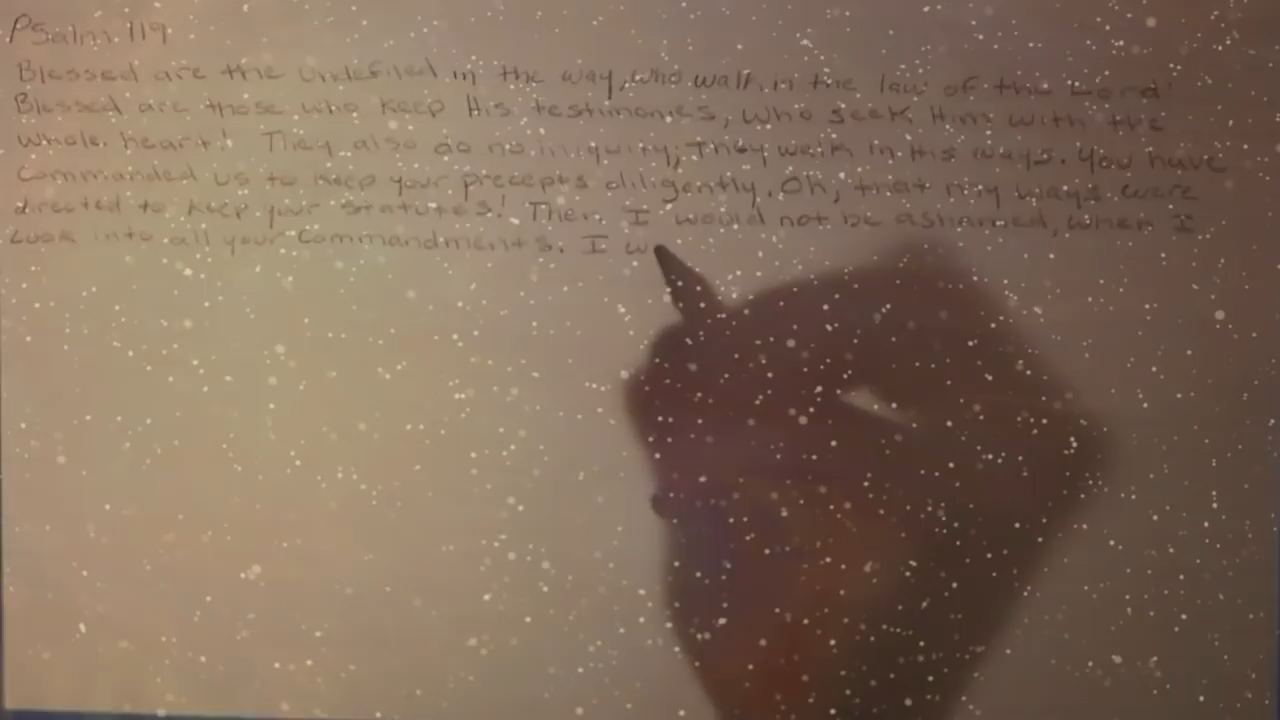 Psalm 119
Blessed are the undefiled in the way, who walk in the law of the Lord!
Blessed are those who keep His testimonies, who seek Him with the
whole heart! They also do no iniquity; They walk in His ways. You have
Commanded us to keep your precepts diligently. Oh, that my ways were
directed to keep your statutes! Then I would not be ashamed, when I
Look into all your Commandments. I w